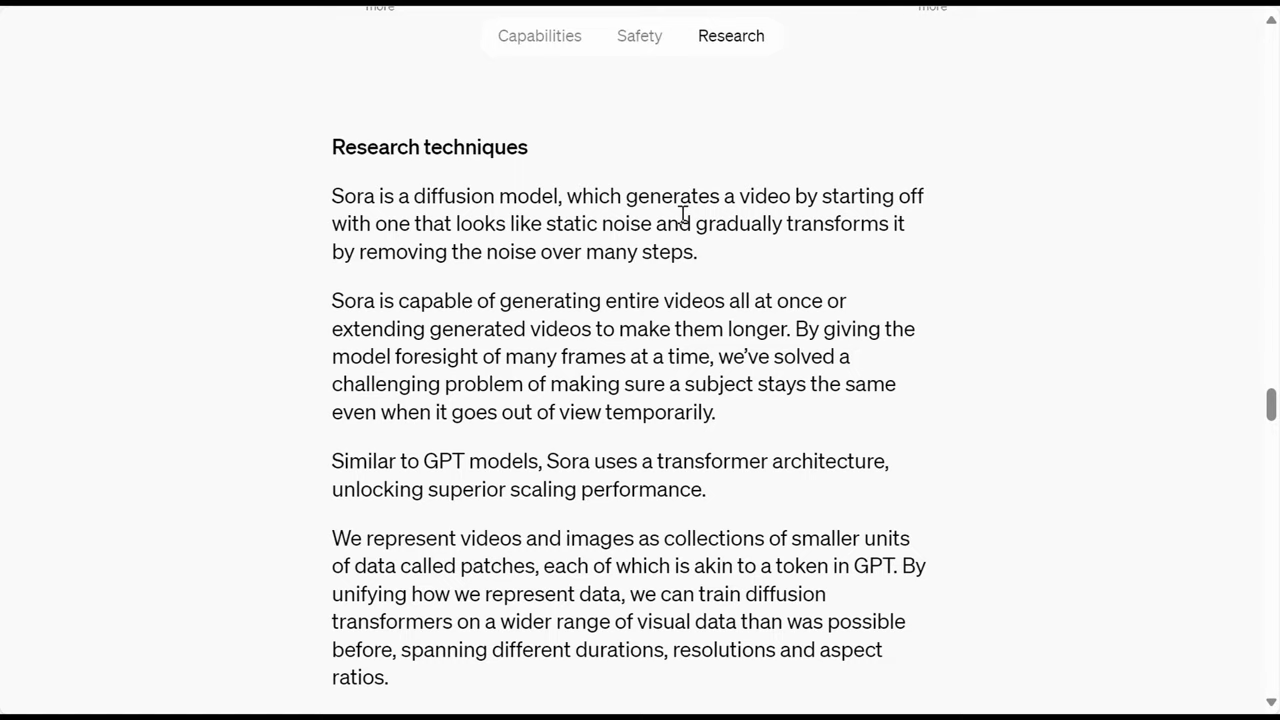 more more
Capabilities Safety Research
Research techniques
Sora is a diffusion model, which generates a video by starting off
with one that looks like static noise and gradually transforms it
by removing the noise over many steps.
Sora is capable of generating entire videos all at once or
extending generated videos to make them longer. By giving the
model foresight of many frames at a time, we’ve solved a
challenging problem of making sure a subject stays the same
even when it goes out of view temporarily.
Similar to GPT models, Sora uses a transformer architecture,
unlocking superior scaling performance.
We represent videos and images as collections of smaller units
of data called patches, each of which is akin to a token in GPT. By
unifying how we represent data, we can train diffusion
transformers on a wider range of visual data than was possible
before, spanning different durations, resolutions and aspect
ratios.